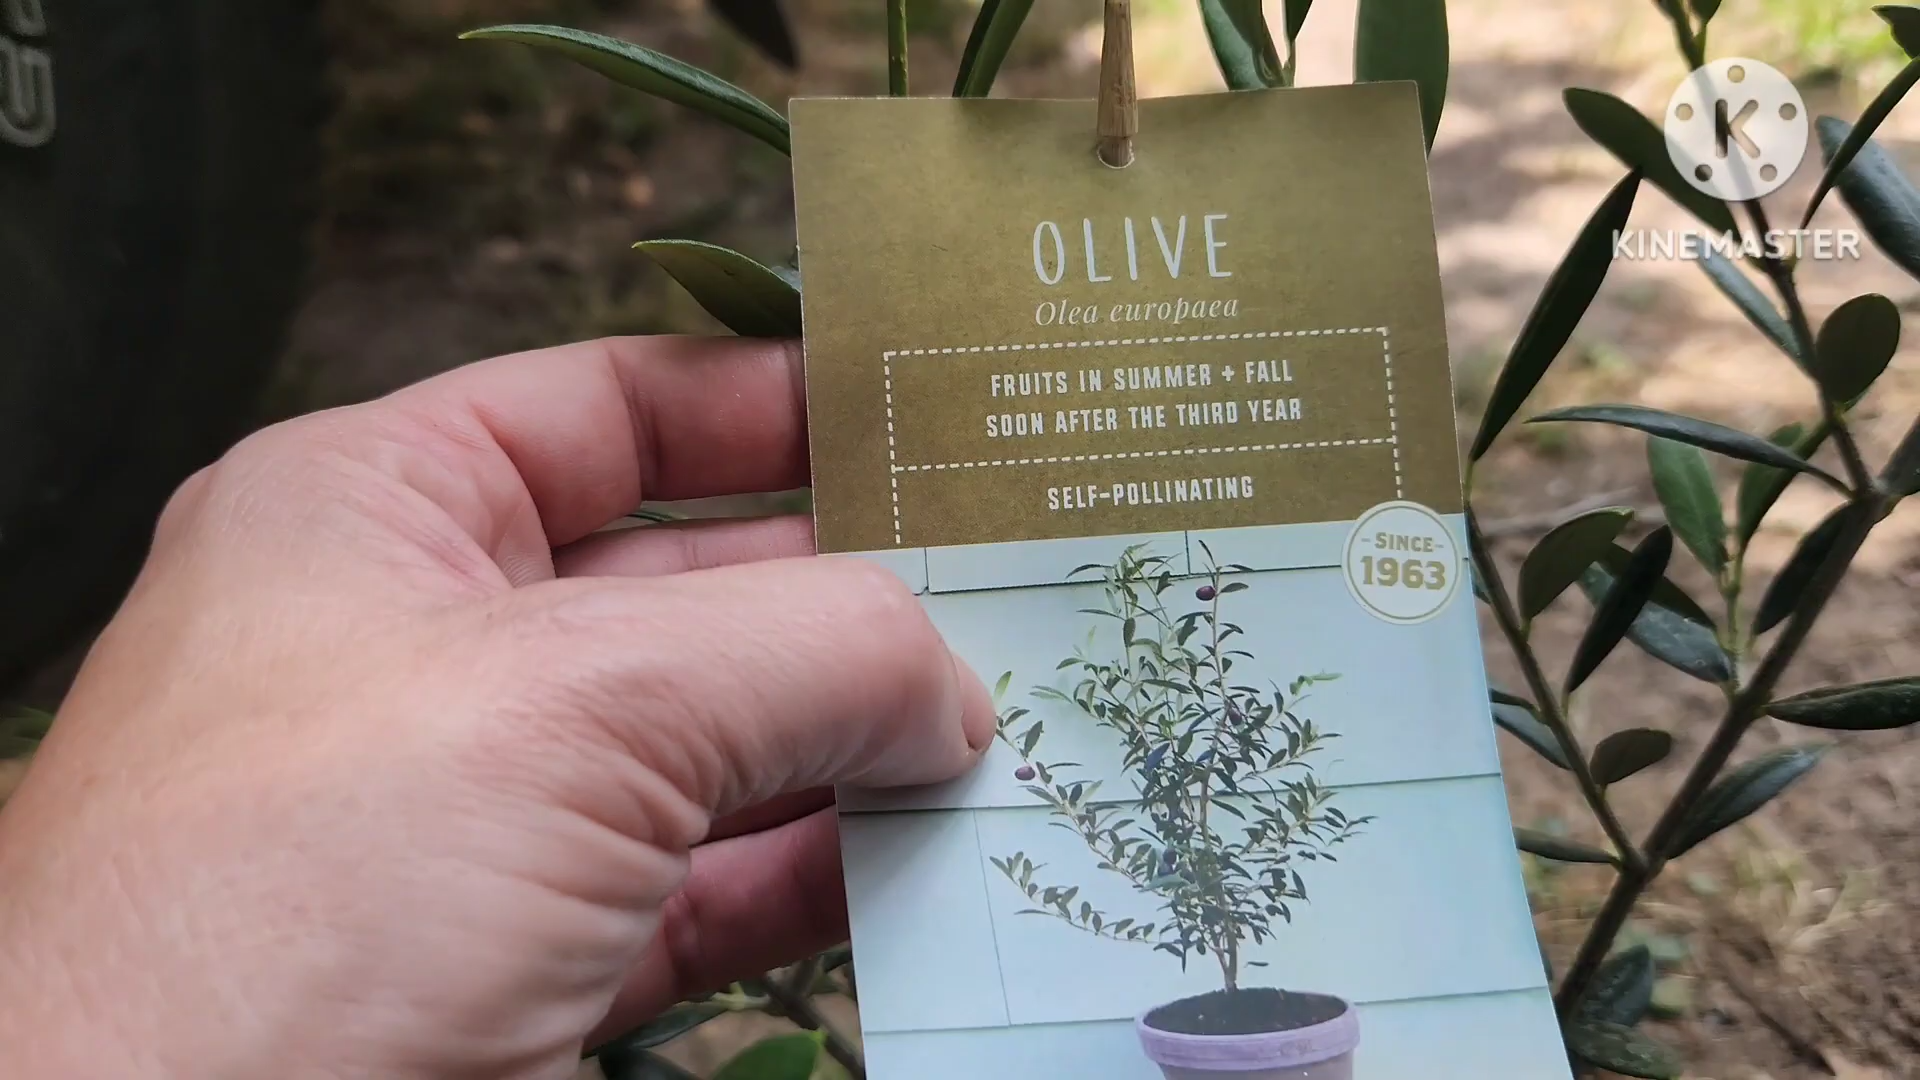 OLIVE
Olea europaea
FRUITS IN SUMMER + FALL
SOON AFTER THE THIRD YEAR
SELF-POLLINATING
-SINCE-
1963
K
KINEMASTER